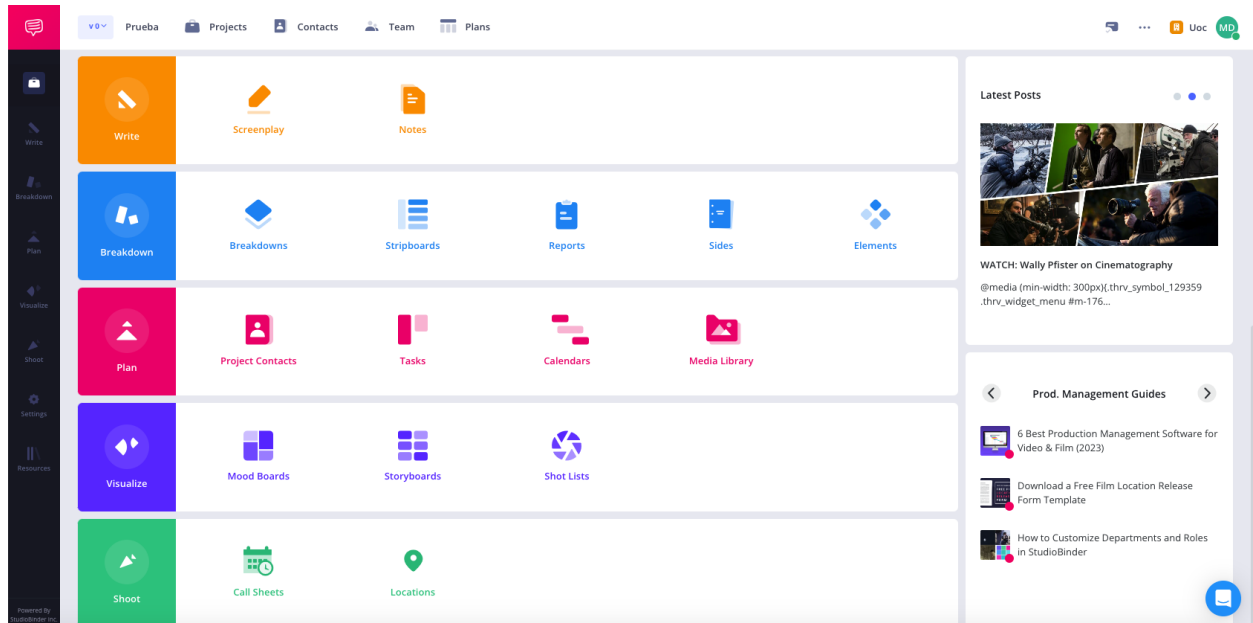 v 0
Prueba
Projects
Contacts
Team
Plans
Uoc
MD
Write
Breakdown
Plan
Visualize
Shoot
Settings
Resources
Powered By
StudioBinder Inc.
Write
Screenplay
Notes
Breakdown
Breakdowns
Stripboards
Reports
Sides
Elements
Plan
Project Contacts
Tasks
Calendars
Media Library
Visualize
Mood Boards
Storyboards
Shot Lists
Shoot
Call Sheets
Locations
Latest Posts
WATCH: Wally Pfister on Cinematography
@media (min-width: 300px){.thrv_symbol_129359
.thrv_widget_menu #m-176...
Prod. Management Guides
6 Best Production Management Software for
Video & Film (2023)
Download a Free Film Location Release
Form Template
How to Customize Departments and Roles
in StudioBinder